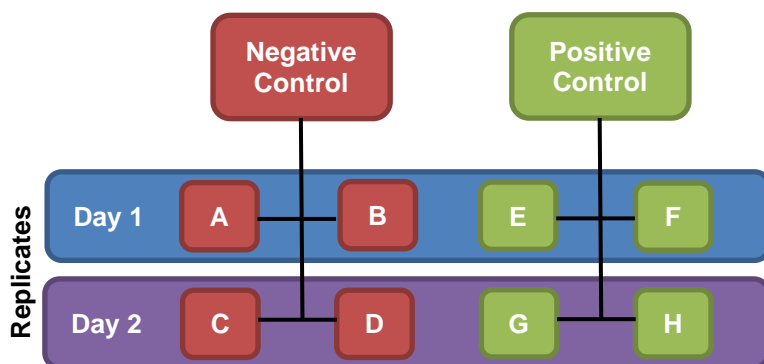 Negative
Control
Positive
Control
Replicates
Day 1
A
B
E
F
Day 2
C
D
G
H